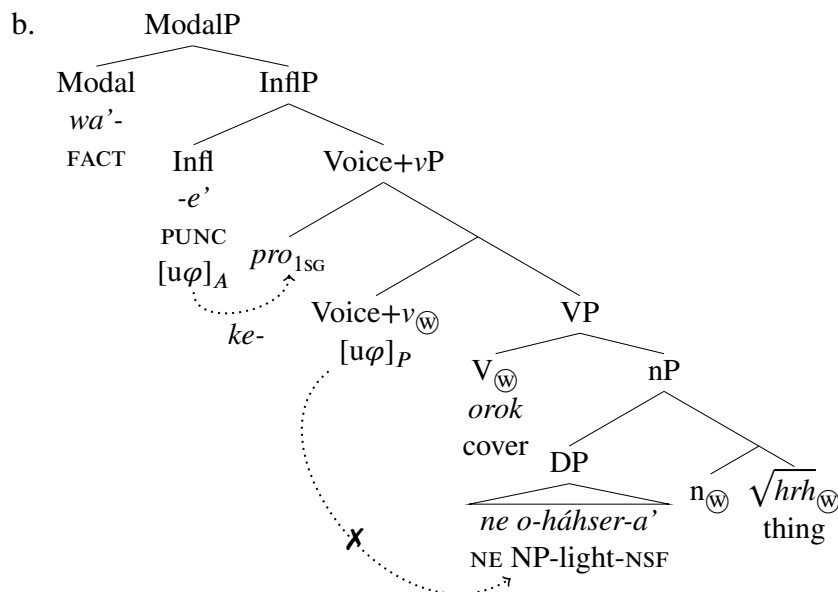 b. ModalP
Modal InflP
wa’- FACT
Infl Voice+vP
-e’ PUNC [uφ]A
pro1SG
ke-
Voice+vⓌ VP
[uφ]P
VⓌ nP
orok
cover
DP nⓌ √hrhⓌ
ne o-háhser-a’ thing
✗ NE NP-light-NSF